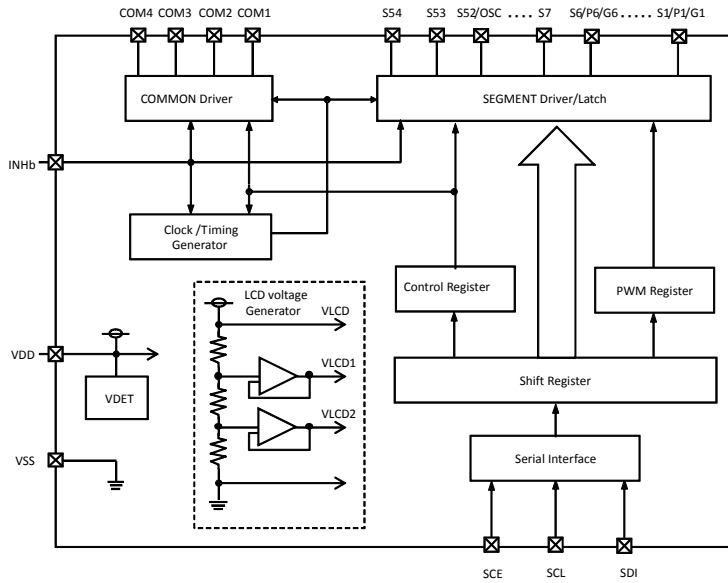 COM4 COM3 COM2 COM1 S54 S53 S52/OSC .... S7 S6/P6/G6 ..... S1/P1/G1
COMMON Driver
SEGMENT Driver/Latch
INHb
Clock /Timing
Generator
Control Register
PWM Register
LCD voltage
Generator
VLCD
VDD
VLCD1
VDET
Shift Register
VLCD2
VSS
Serial Interface
SCE SCL SDI